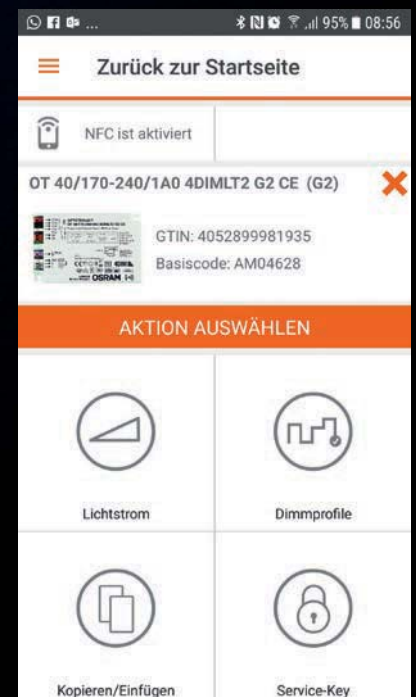 ... 95% 08:56
Zurück zur Startseite
NFC ist aktiviert
OT 40/170-240/1A0 4DIMLT2 G2 CE (G2)
GTIN: 4052899981935
Basiscode: AM04628
OSRAM
AKTION AUSWÄHLEN
Lichtstrom
Dimmprofile
Kopieren/Einfügen
Service-Key